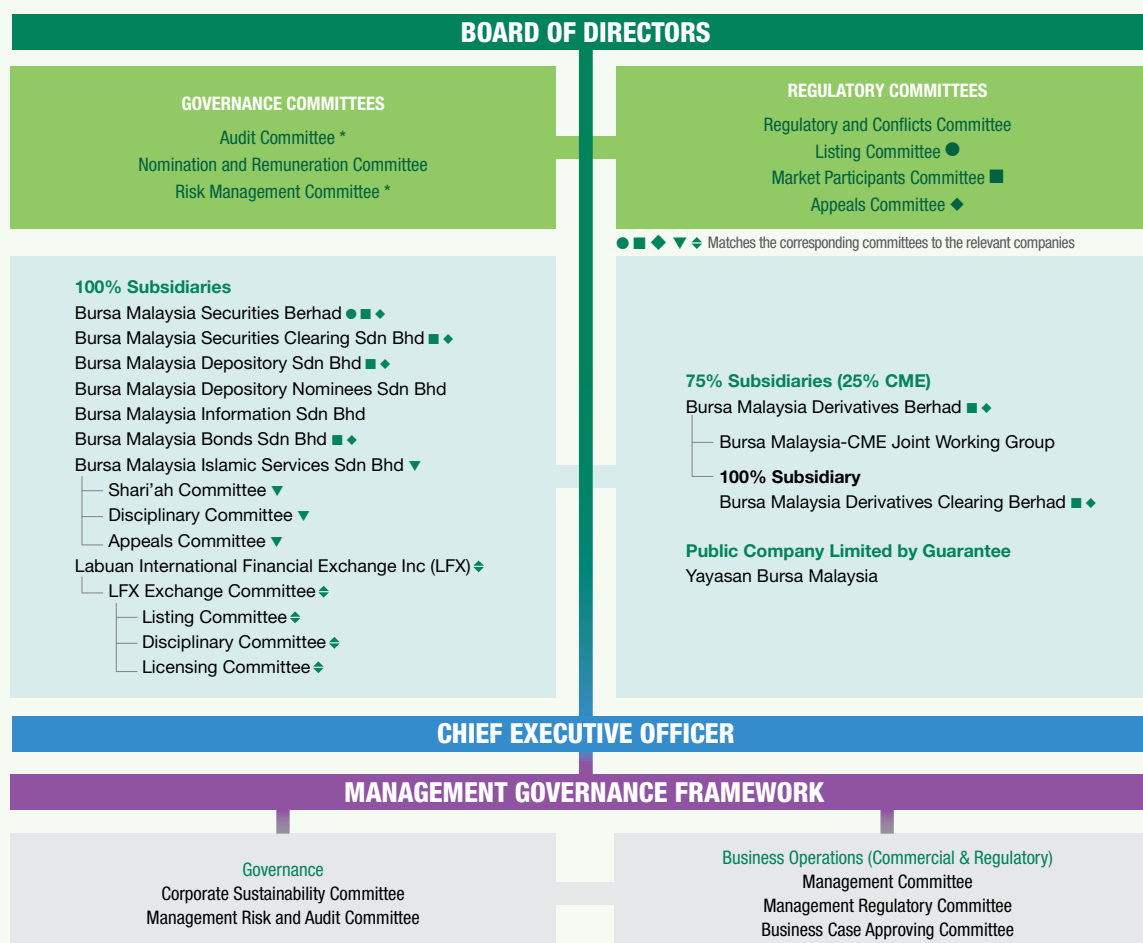 BOARD OF DIRECTORS
GOVERNANCE COMMITTEES
Audit Committee *
Nomination and Remuneration Committee
Risk Management Committee *
REGULATORY COMMITTEES
Regulatory and Conflicts Committee
Listing Committee ●
Market Participants Committee ■
Appeals Committee ◆
● ■ ◆ ▼ ⬘ Matches the corresponding committees to the relevant companies
100% Subsidiaries
Bursa Malaysia Securities Berhad ● ■ ◆
Bursa Malaysia Securities Clearing Sdn Bhd ■ ◆
Bursa Malaysia Depository Sdn Bhd ■ ◆
Bursa Malaysia Depository Nominees Sdn Bhd
Bursa Malaysia Information Sdn Bhd
Bursa Malaysia Bonds Sdn Bhd ■ ◆
Bursa Malaysia Islamic Services Sdn Bhd ▼
Shari'ah Committee ▼
Disciplinary Committee ▼
Appeals Committee ▼
Labuan International Financial Exchange Inc (LFX) ⬘
LFX Exchange Committee ⬘
Listing Committee ⬘
Disciplinary Committee ⬘
Licensing Committee ⬘
75% Subsidiaries (25% CME)
Bursa Malaysia Derivatives Berhad ■ ◆
Bursa Malaysia-CME Joint Working Group
100% Subsidiary
Bursa Malaysia Derivatives Clearing Berhad ■ ◆
Public Company Limited by Guarantee
Yayasan Bursa Malaysia
CHIEF EXECUTIVE OFFICER
MANAGEMENT GOVERNANCE FRAMEWORK
Governance
Corporate Sustainability Committee
Management Risk and Audit Committee
Business Operations (Commercial & Regulatory)
Management Committee
Management Regulatory Committee
Business Case Approving Committee